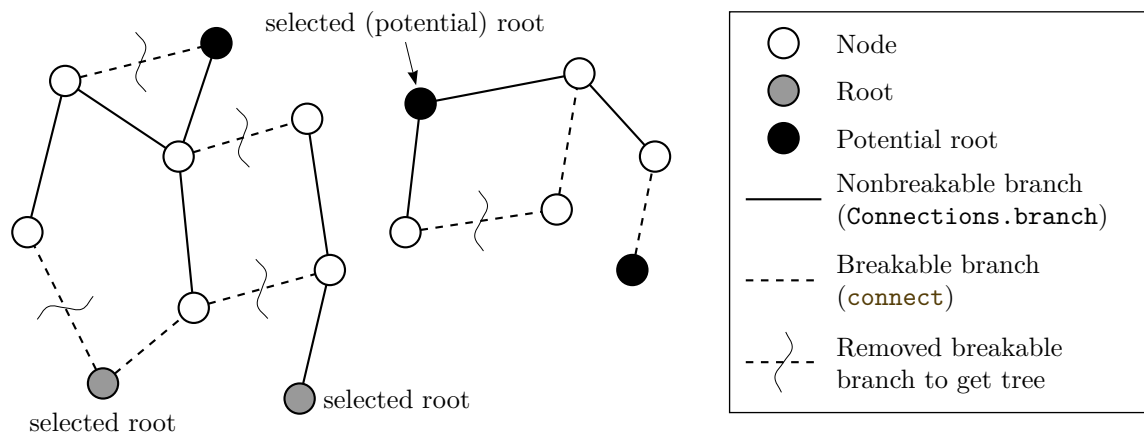 selected (potential) root
selected root
selected root
Node
Root
Potential root
Nonbreakable branch
(Connections.branch)
Breakable branch
(connect)
Removed breakable
branch to get tree